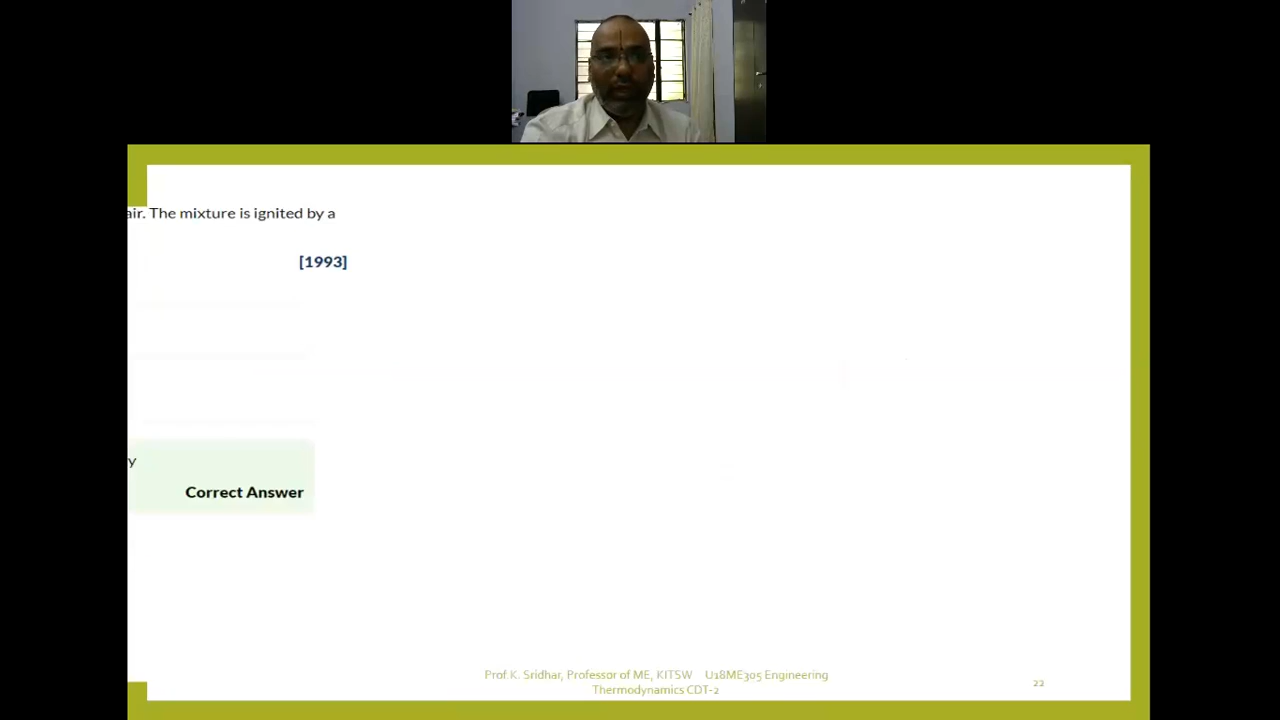 air. The mixture is ignited by a
[1993]
y
Correct Answer
Prof K. Sridhar, Professor of ME, KITSW U18ME305 Engineering
Thermodynamics CDT-2
22